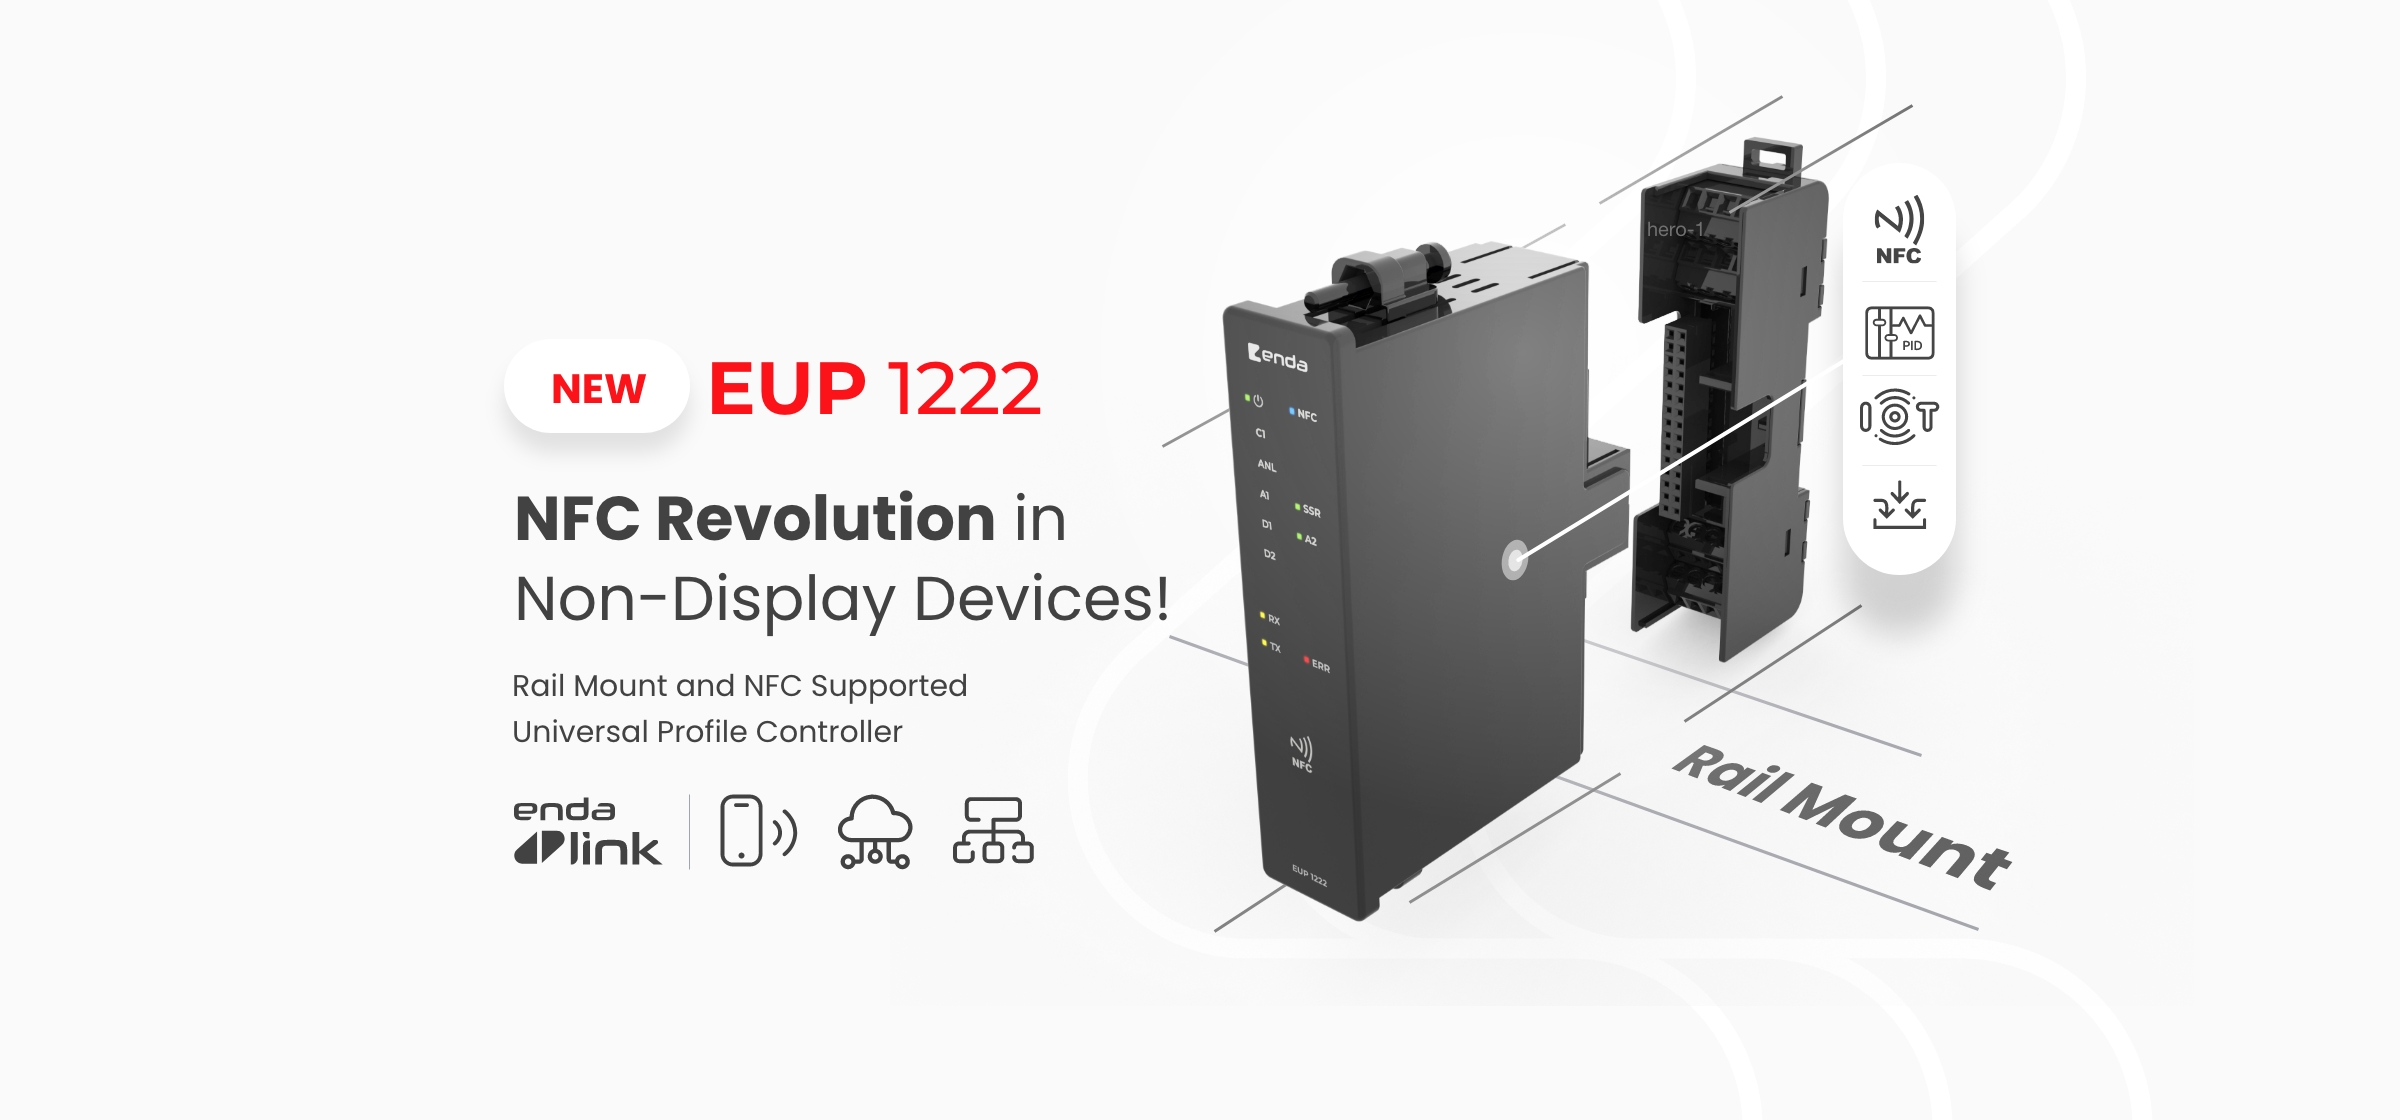 NEW EUP 1222
NFC Revolution in
Non-Display Devices!
Rail Mount and NFC Supported
Universal Profile Controller
enda
link
enda
NFC
C1
ANL
A1
SSR
D1
A2
D2
RX
TX
ERR
NFC
EUP 1222
hero-1
NFC
PID
IOT
Rail Mount